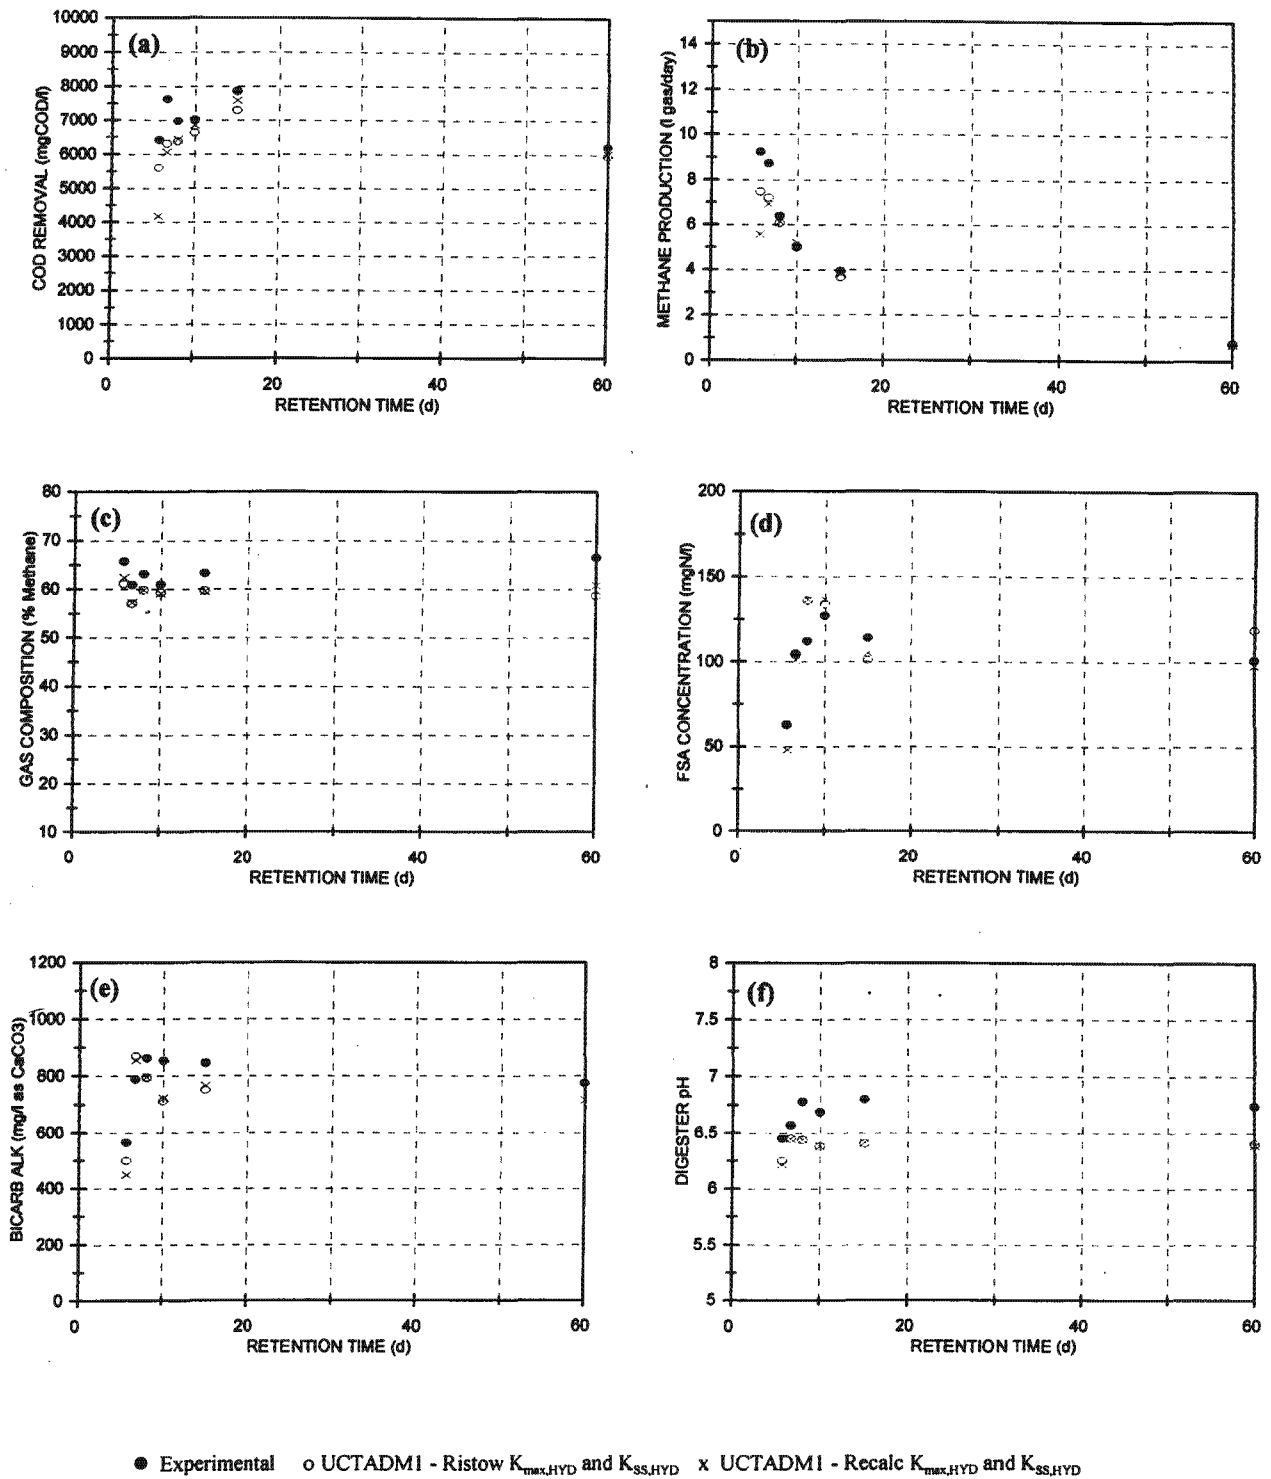 (a)
COD REMOVAL (mgCOD/l)
10000
9000
8000
7000
6000
5000
4000
3000
2000
1000
0
0 20 40 60
RETENTION TIME (d)
(b)
METHANE PRODUCTION (l gas/day)
14
12
10
8
6
4
2
0
0 20 40 60
RETENTION TIME (d)
(c)
GAS COMPOSITION (% Methane)
80
70
60
50
40
30
20
10
0 20 40 60
RETENTION TIME (d)
(d)
FSA CONCENTRATION (mgN/l)
200
150
100
50
0
0 20 40 60
RETENTION TIME (d)
(e)
BICARB ALK (mg/l as CaCO3)
1200
1000
800
600
400
200
0
0 20 40 60
RETENTION TIME (d)
(f)
DIGESTER pH
8
7.5
7
6.5
6
5.5
5
0 20 40 60
RETENTION TIME (d)
● Experimental o UCTADM1 - Ristow K_max,HYD and K_SS,HYD x UCTADM1 - Recalc K_max,HYD and K_SS,HYD